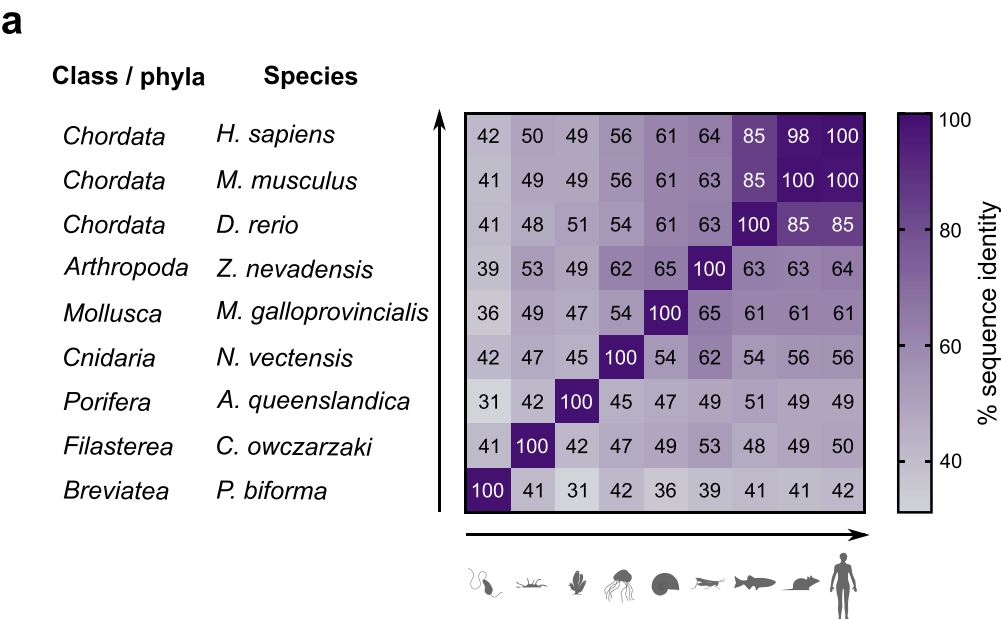 a
Class / phyla Species
Chordata H. sapiens 42 50 49 56 61 64 85 98 100
Chordata M. musculus 41 49 49 56 61 63 85 100 100
Chordata D. rerio 41 48 51 54 61 63 100 85 85
Arthropoda Z. nevadensis 39 53 49 62 65 100 63 63 64
Mollusca M. galloprovincialis 36 49 47 54 100 65 61 61 61
Cnidaria N. vectensis 42 47 45 100 54 62 54 56 56
Porifera A. queenslandica 31 42 100 45 47 49 51 49 49
Filasterea C. owczarzaki 41 100 42 47 49 53 48 49 50
Breviatea P. biforma 100 41 31 42 36 39 41 41 42
100
80
60
40
% sequence identity